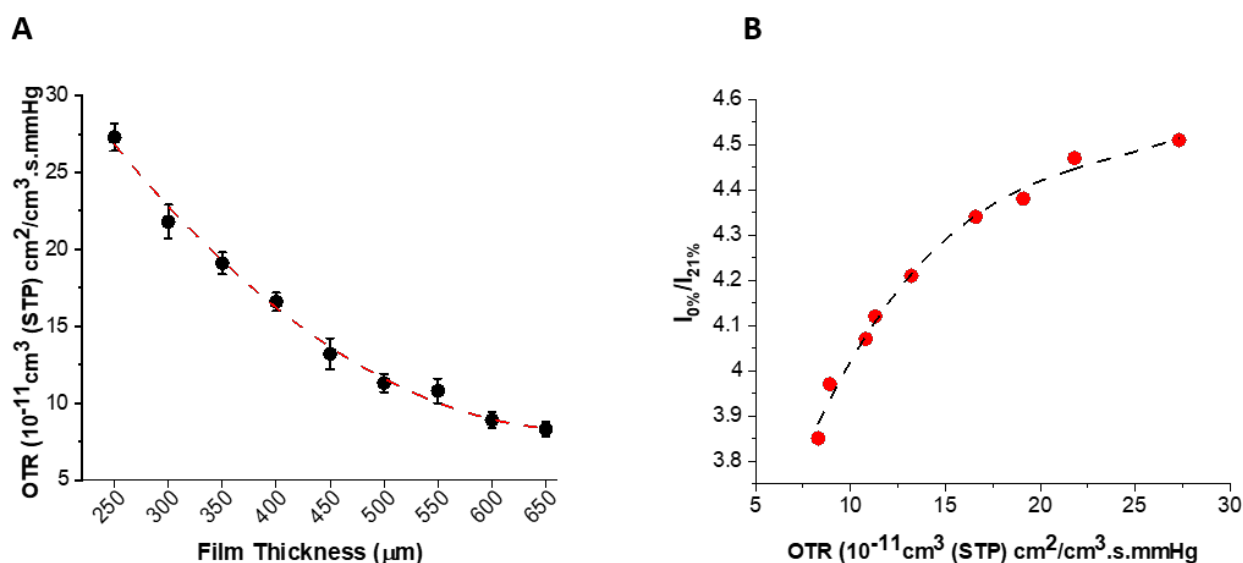 A
OTR (10⁻¹¹cm³ (STP) cm²/cm³.s.mmHg
30
25
20
15
10
5
250 300 350 400 450 500 550 600 650
Film Thickness (μm)
B
I0%/I21%
4.6
4.5
4.4
4.3
4.2
4.1
4
3.9
3.8
5 10 15 20 25 30
OTR (10⁻¹¹cm³ (STP) cm²/cm³.s.mmHg